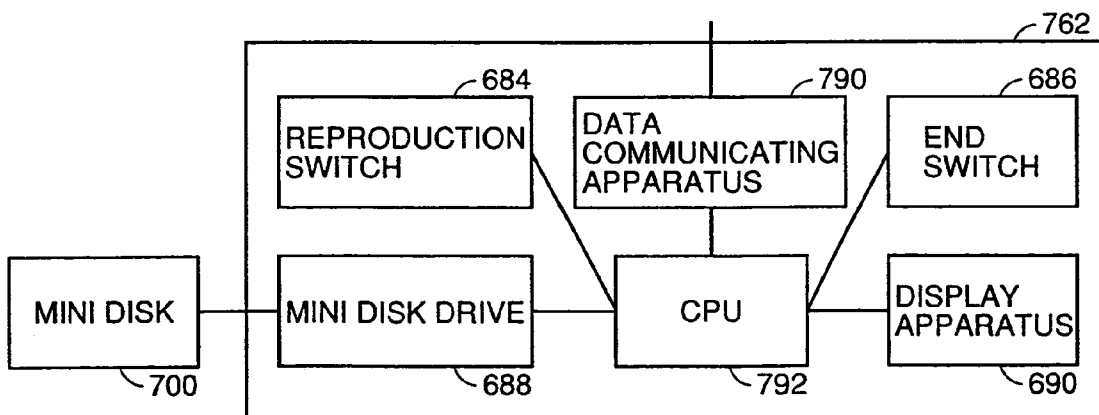 762
684
REPRODUCTION
SWITCH
790
DATA
COMMUNICATING
APPARATUS
686
END
SWITCH
MINI DISK
700
MINI DISK DRIVE
688
CPU
792
DISPLAY
APPARATUS
690